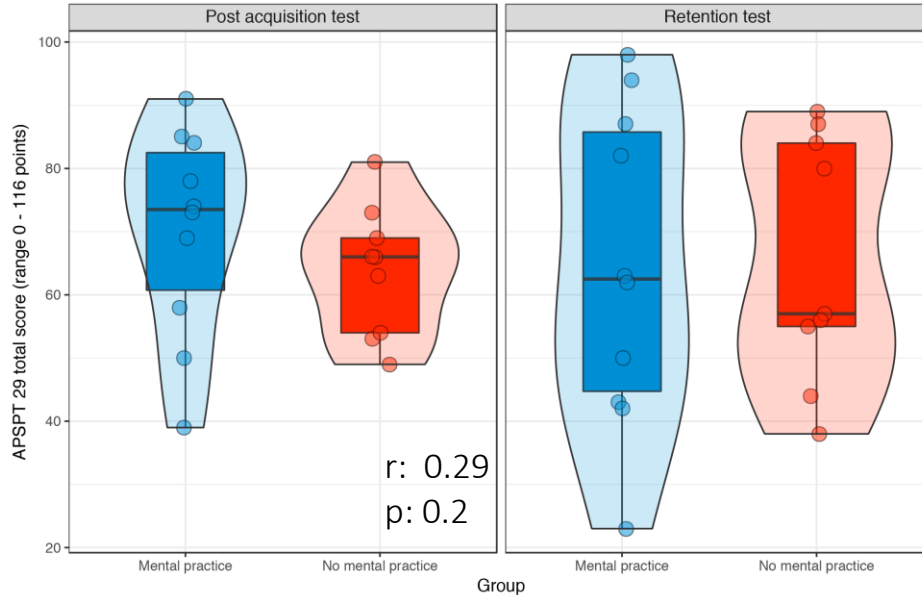 Post acquisition test
Retention test
APSPT 29 total score (range 0 - 116 points)
100
80
60
40
20
r: 0.29
p: 0.2
Mental practice
No mental practice
Mental practice
No mental practice
Group